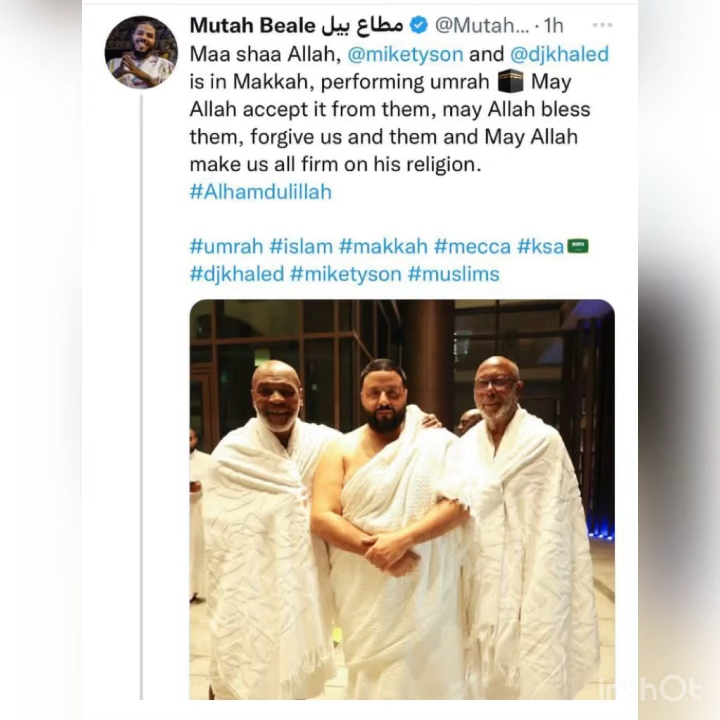 Mutah Beale مطاع بيل @Mutah... · 1h
Maa shaa Allah, @miketyson and @djkhaled
is in Makkah, performing umrah 🕋 May
Allah accept it from them, may Allah bless
them, forgive us and them and May Allah
make us all firm on his religion.
#Alhamdulillah
#umrah #islam #makkah #mecca #ksa🇸🇦
#djkhaled #miketyson #muslims